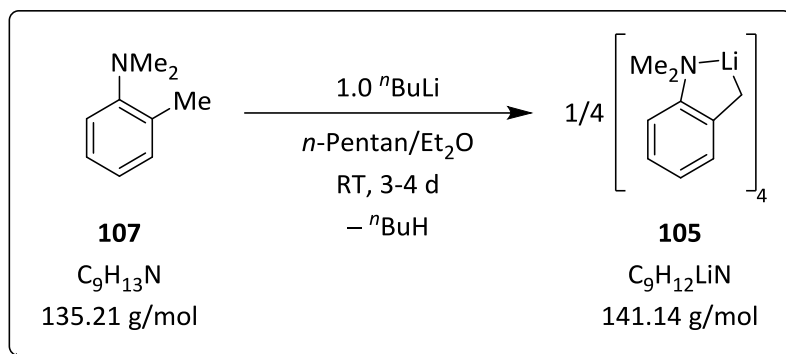 NMe₂
Me
1.0 ⁿBuLi
n-Pentan/Et₂O
RT, 3-4 d
– ⁿBuH
1/4
Me₂N
Li
4
107
C₉H₁₃N
135.21 g/mol
105
C₉H₁₂LiN
141.14 g/mol